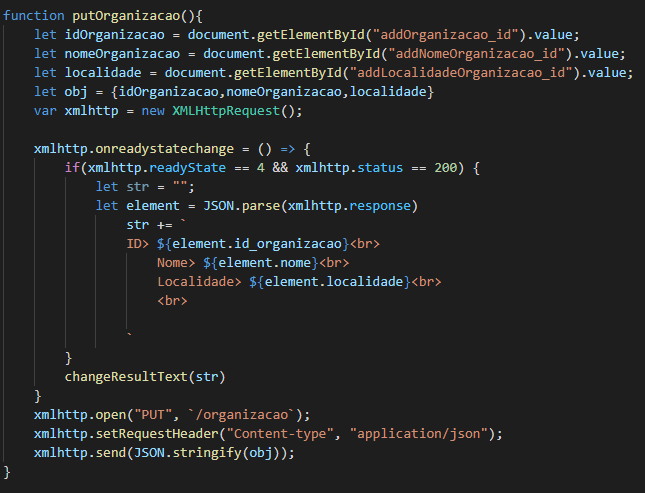 function putOrganizacao(){
    let idOrganizacao = document.getElementById("addOrganizacao_id").value;
    let nomeOrganizacao = document.getElementById("addNomeOrganizacao_id").value;
    let localidade = document.getElementById("addLocalidadeOrganizacao_id").value;
    let obj = {idOrganizacao,nomeOrganizacao,localidade}
    var xmlhttp = new XMLHttpRequest();

    xmlhttp.onreadystatechange = () => {
        if(xmlhttp.readyState == 4 && xmlhttp.status == 200) {
            let str = "";
            let element = JSON.parse(xmlhttp.response)
                str += `
                ID> ${element.id_organizacao}<br>
                    Nome> ${element.nome}<br>
                    Localidade> ${element.localidade}<br>
                    <br>

                `
        }
        changeResultText(str)
    }
    xmlhttp.open("PUT", `/organizacao`);
    xmlhttp.setRequestHeader("Content-type", "application/json");
    xmlhttp.send(JSON.stringify(obj));
}